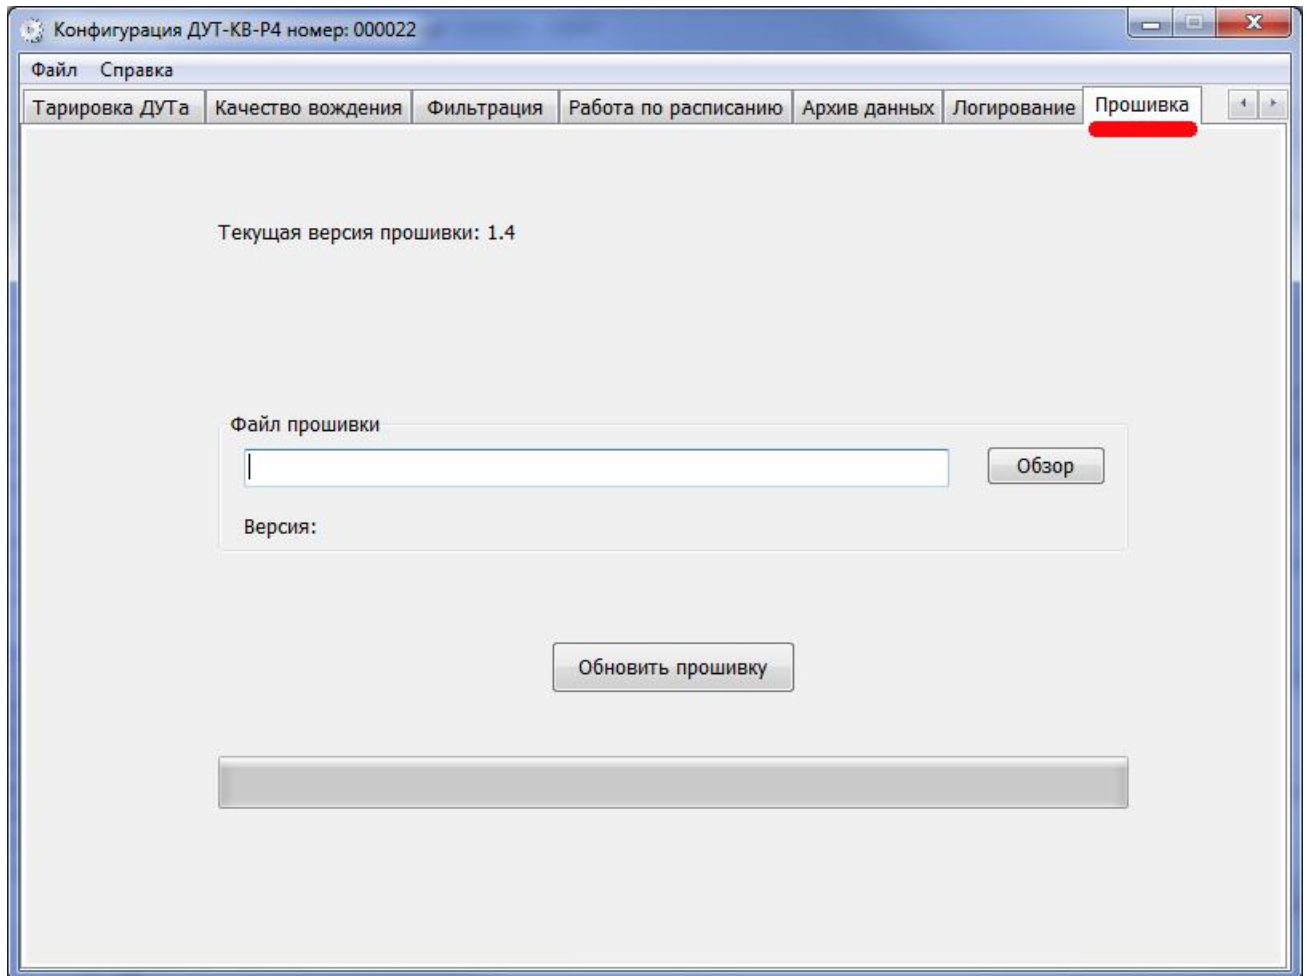 Конфигурация ДУТ-КВ-Р4 номер: 000022
Файл Справка
Тарировка ДУТа Качество вождения Фильтрация Работа по расписанию Архив данных Логирование Прошивка
Текущая версия прошивки: 1.4
Файл прошивки
Обзор
Версия:
Обновить прошивку